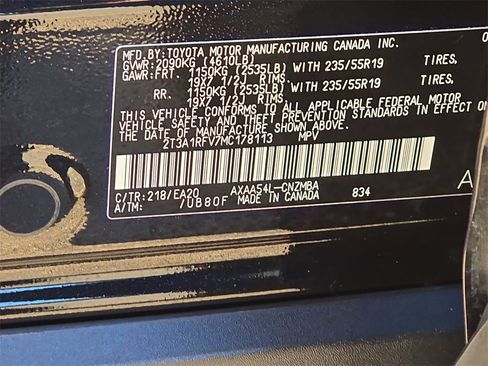 MFD. BY:TOYOTA MOTOR MANUFACTURING CANADA INC.
GVWR:2090KG (4610LB)
GAWR:FRT. 1150KG (2535LB) WITH 235/55R19 TIRES,
19X7 1/2J RIMS.
RR. 1150KG (2535LB) WITH 235/55R19 TIRES,
19X7 1/2J RIMS.
THIS VEHICLE CONFORMS TO ALL APPLICABLE FEDERAL MOTOR
VEHICLE SAFETY AND THEFT PREVENTION STANDARDS IN EFFECT ON
THE DATE OF MANUFACTURE SHOWN ABOVE.
2T3A1RFV7MC178113 MPV
C/TR:218/EA20 AXAA54L-CNZMBA 834
A/TM: /UB80F MADE IN CANADA
A